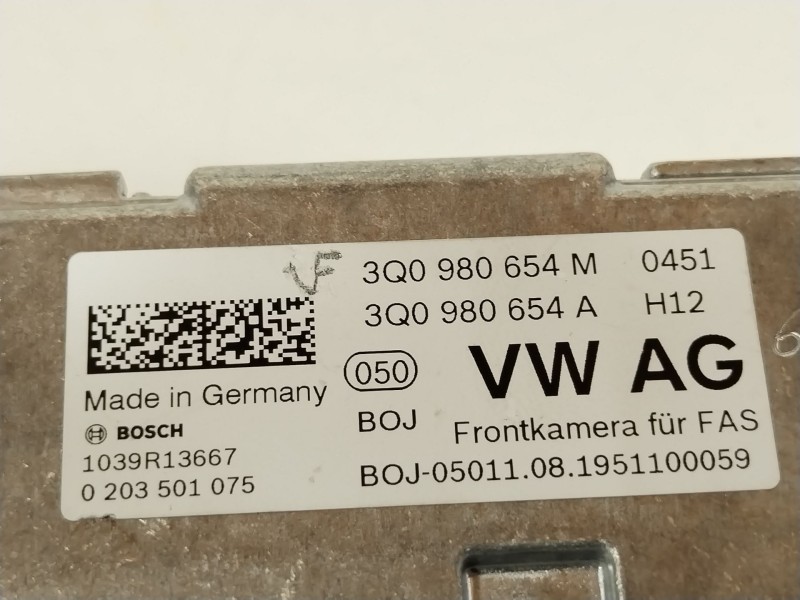 VF
3Q0 980 654 M 0451
3Q0 980 654 A H12
050 VW AG
Made in Germany
BOJ Frontkamera für FAS
BOSCH
1039R13667
BOJ-05011.08.1951100059
0 203 501 075